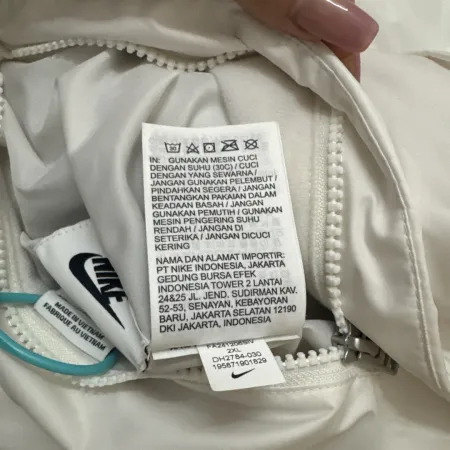 IN: GUNAKAN MESIN CUCI
DENGAN SUHU (30C) / CUCI
DENGAN YANG SEWARNA /
JANGAN GUNAKAN PELEMBUT /
PINDAHKAN SEGERA / JANGAN
BENTANGKAN PAKAIAN DALAM
KEADAAN BASAH / JANGAN
GUNAKAN PEMUTIH / GUNAKAN
MESIN PENGERING SUHU
RENDAH / JANGAN DI
SETERIKA / JANGAN DICUCI
KERING
NAMA DAN ALAMAT IMPORTIR:
PT NIKE INDONESIA, JAKARTA
GEDUNG BURSA EFEK
INDONESIA TOWER 2 LANTAI
24&25 JL. JEND. SUDIRMAN KAV.
52-53, SENAYAN, KEBAYORAN
BARU, JAKARTA SELATAN 12190
DKI JAKARTA, INDONESIA
NIKE
MADE IN VIETNAM
FABRIQUÉ AU VIETNAM
2XL
DH2784-030
195871901829